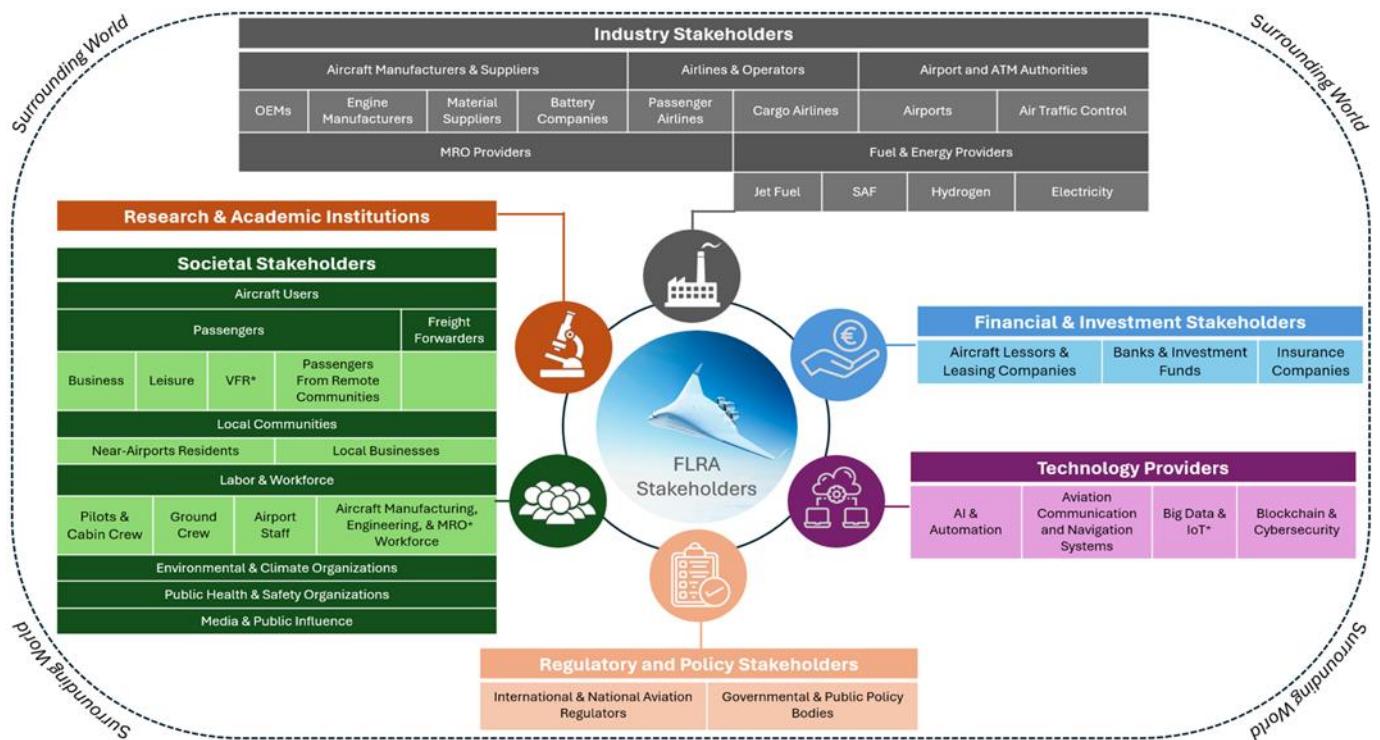 Surrounding World
Surrounding World
Industry Stakeholders
Aircraft Manufacturers & Suppliers
Airlines & Operators
Airport and ATM Authorities
OEMs
Engine
Manufacturers
Material
Suppliers
Battery
Companies
Passenger
Airlines
Cargo Airlines
Airports
Air Traffic Control
MRO Providers
Fuel & Energy Providers
Jet Fuel
SAF
Hydrogen
Electricity
Research & Academic Institutions
Societal Stakeholders
Aircraft Users
Passengers
Freight
Forwarders
Business
Leisure
VFR*
Passengers
From Remote
Communities
Local Communities
Near-Airports Residents
Local Businesses
Labor & Workforce
Pilots &
Cabin Crew
Ground
Crew
Airport
Staff
Aircraft Manufacturing,
Engineering, & MRO*
Workforce
Environmental & Climate Organizations
Public Health & Safety Organizations
Media & Public Influence
FLRA
Stakeholders
€
Financial & Investment Stakeholders
Aircraft Lessors &
Leasing Companies
Banks & Investment
Funds
Insurance
Companies
Technology Providers
AI &
Automation
Aviation
Communication
and Navigation
Systems
Big Data &
IoT*
Blockchain &
Cybersecurity
Regulatory and Policy Stakeholders
International & National Aviation
Regulators
Governmental & Public Policy
Bodies
Surrounding World
Surrounding World